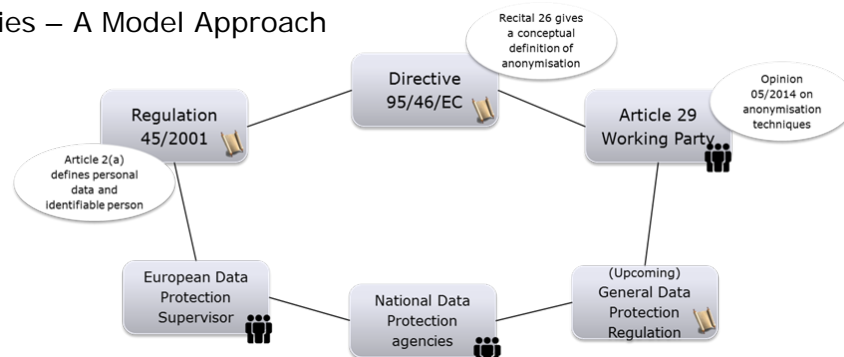 ies – A Model Approach
Recital 26 gives
a conceptual
definition of
anonymisation
Directive
95/46/EC
Opinion
05/2014 on
anonymisation
techniques
Regulation
45/2001
Article 29
Working Party
Article 2(a)
defines personal
data and
identifiable person
European Data
Protection
Supervisor
National Data
Protection
agencies
(Upcoming)
General Data
Protection
Regulation